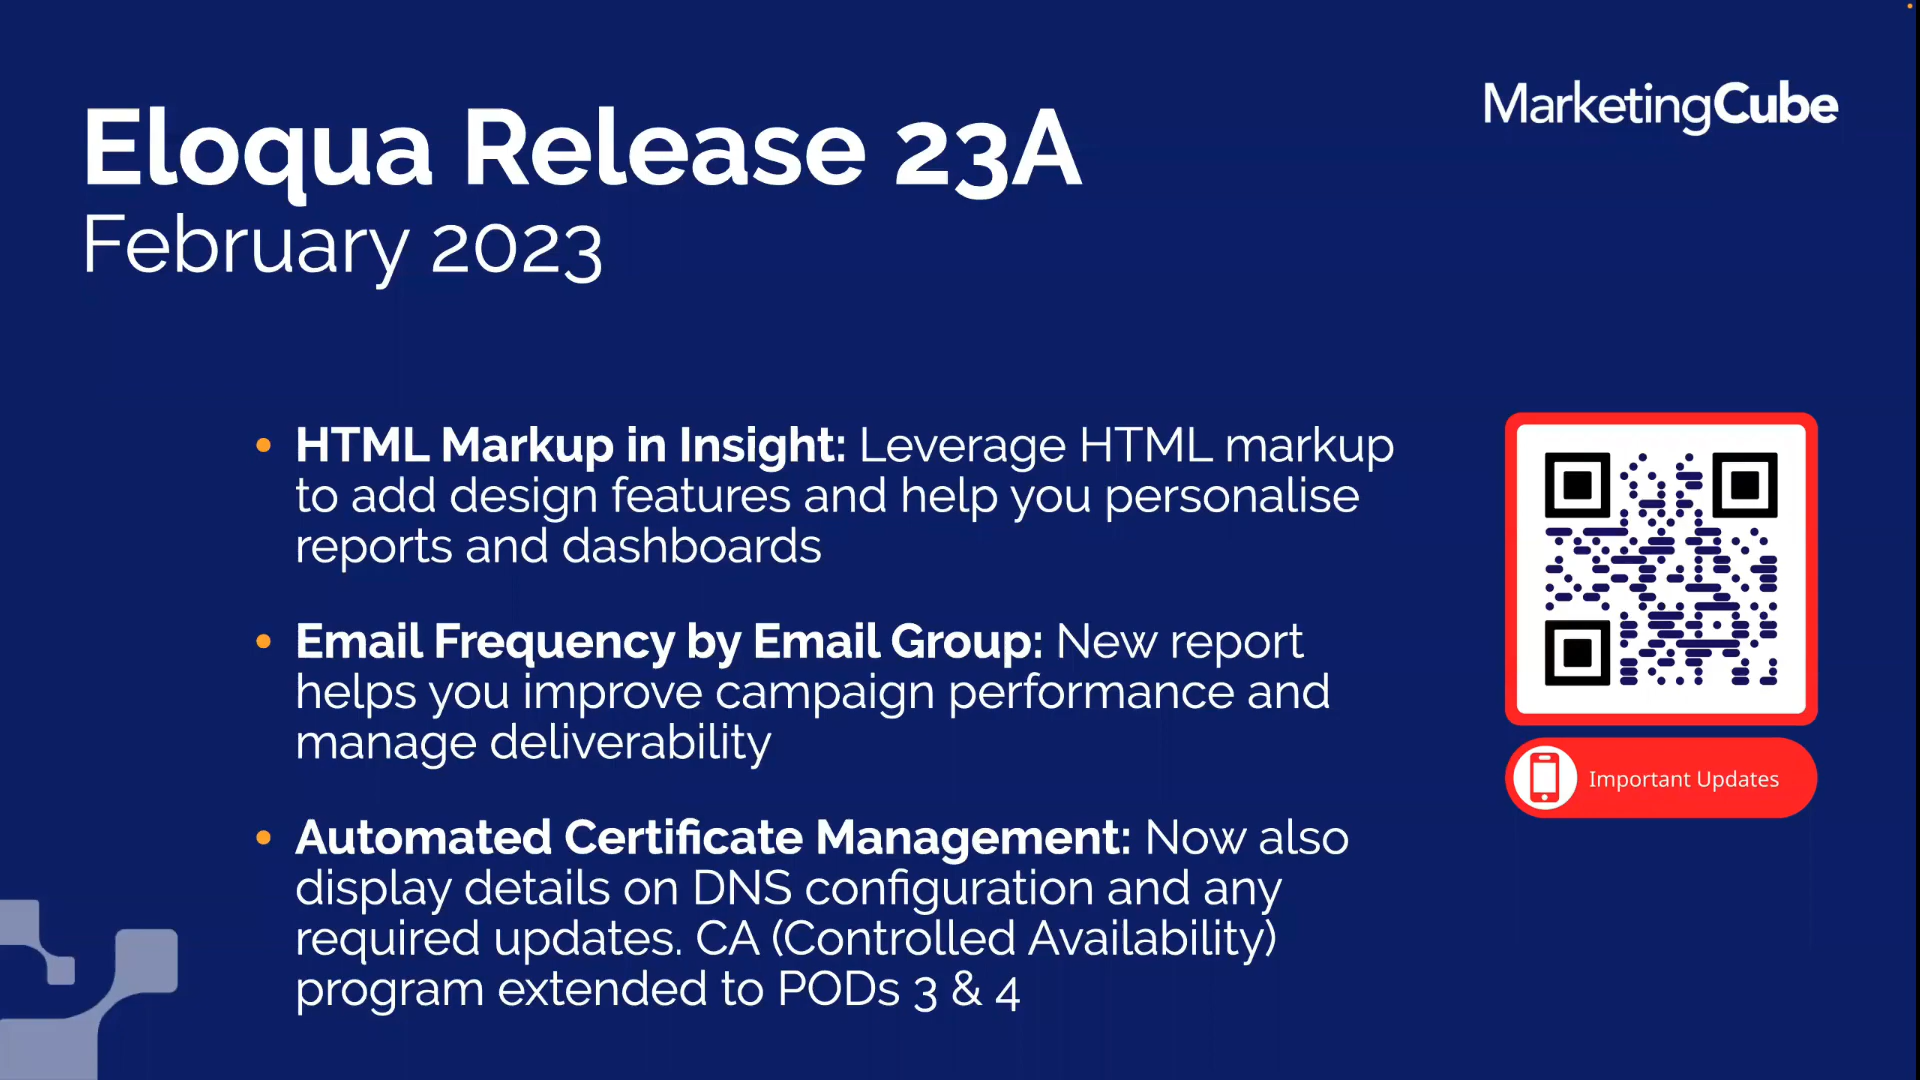 MarketingCube
Eloqua Release 23A
February 2023
• HTML Markup in Insight: Leverage HTML markup
to add design features and help you personalise
reports and dashboards
• Email Frequency by Email Group: New report
helps you improve campaign performance and
manage deliverability
• Automated Certificate Management: Now also
display details on DNS configuration and any
required updates. CA (Controlled Availability)
program extended to PODs 3 & 4
Important Updates